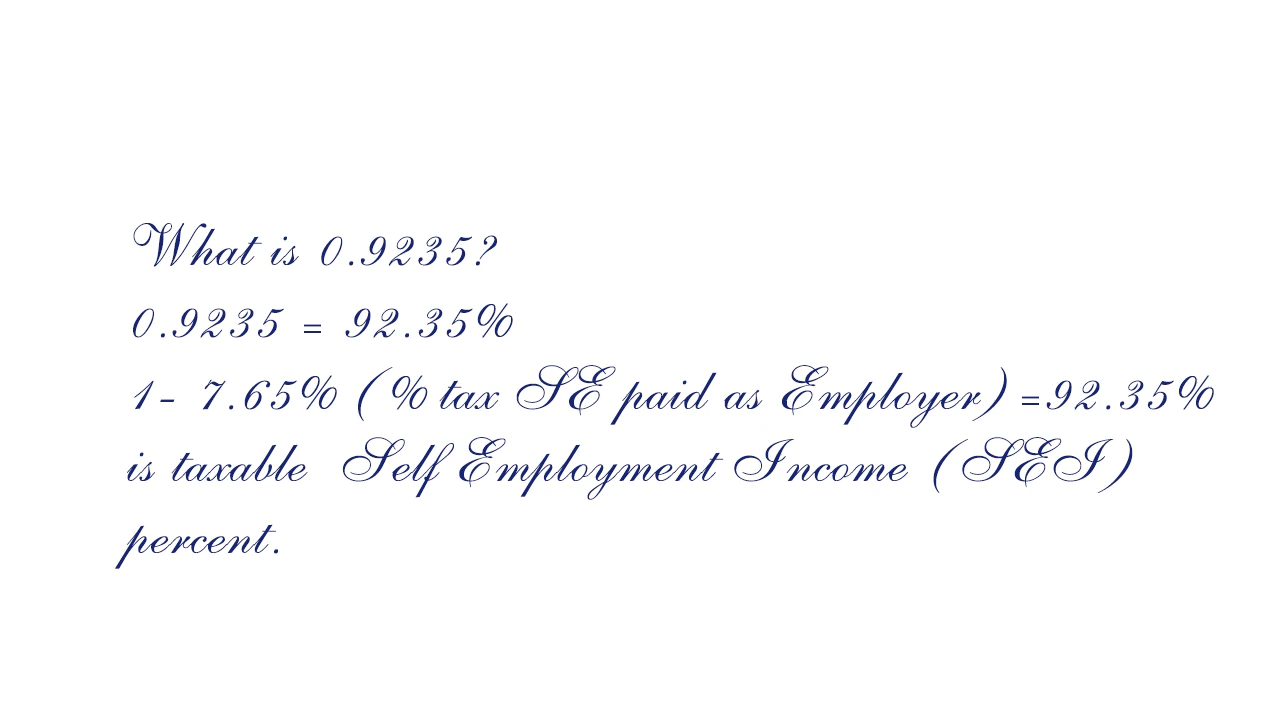 What is 0.9235?
0.9235 = 92.35%
1- 7.65% (% tax SE paid as Employer) =92.35%
is taxable Self Employment Income (SEI)
percent.